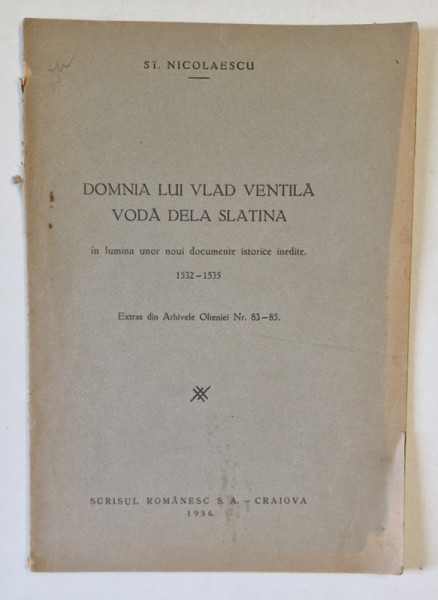 ST. NICOLAESCU
DOMNIA LUI VLAD VENTILĂ
VODĂ DELA SLATINA
in lumina unor noui documente istorice inedite.
1532–1535
Extras din Arhivele Olteniei Nr. 83–85.
SCRISUL ROMÂNESC S. A. – CRAIOVA
1936.